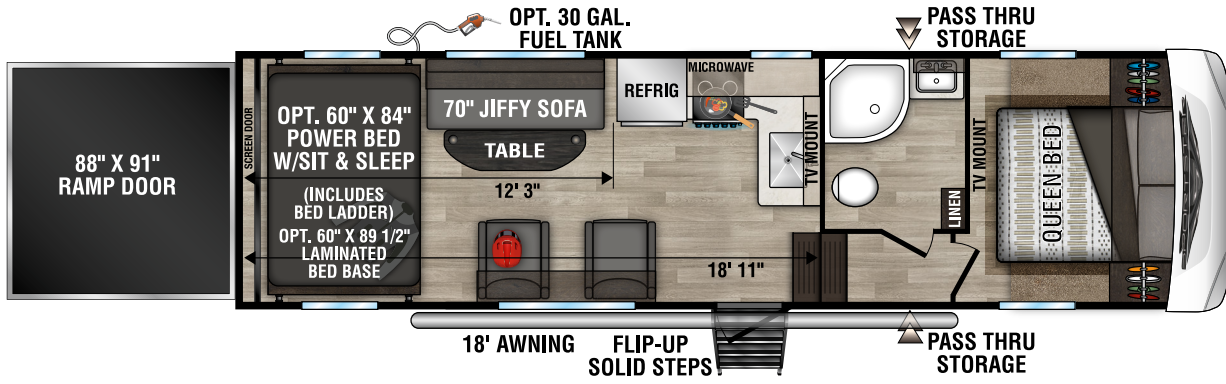 OPT. 30 GAL.
FUEL TANK
PASS THRU
STORAGE
88" X 91"
RAMP DOOR
SCREEN DOOR
OPT. 60" X 84"
POWER BED
W/SIT & SLEEP
(INCLUDES
BED LADDER)
OPT. 60" X 89 1/2"
LAMINATED
BED BASE
70" JIFFY SOFA
TABLE
12' 3"
REFRIG
MICROWAVE
TV MOUNT
18' 11"
LINEN
TV MOUNT
QUEEN BED
18' AWNING
FLIP-UP
SOLID STEPS
PASS THRU
STORAGE